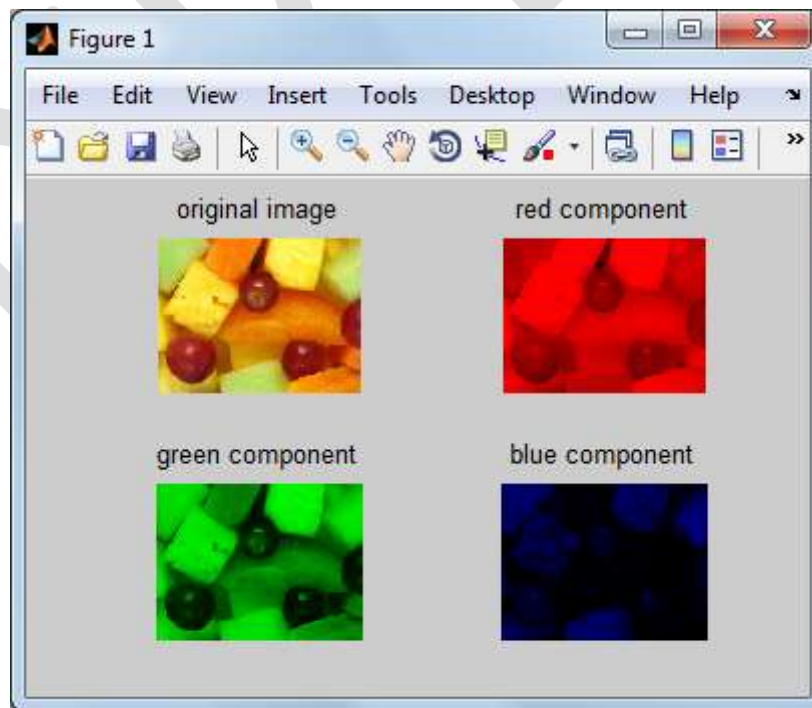 Figure 1
File Edit View Insert Tools Desktop Window Help
original image
red component
green component
blue component